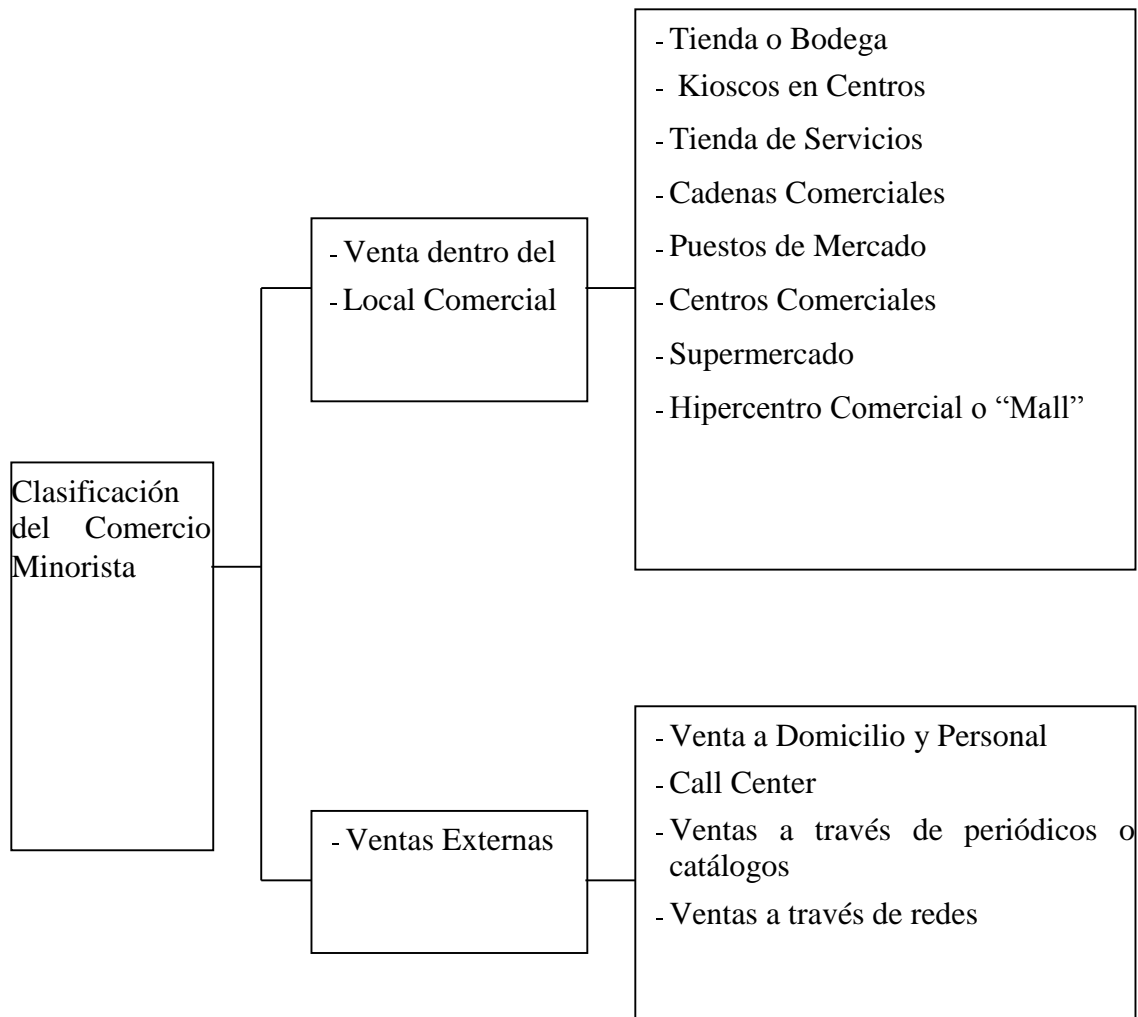 Clasificación
del Comercio
Minorista
- Venta dentro del
- Local Comercial
- Tienda o Bodega
- Kioscos en Centros
- Tienda de Servicios
- Cadenas Comerciales
- Puestos de Mercado
- Centros Comerciales
- Supermercado
- Hipercentro Comercial o “Mall”
- Ventas Externas
- Venta a Domicilio y Personal
- Call Center
- Ventas a través de periódicos o
catálogos
- Ventas a través de redes